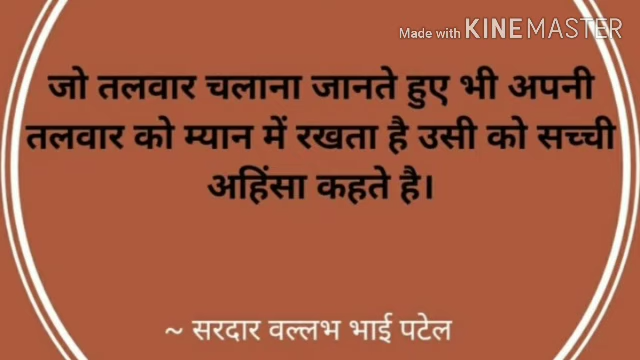 Made with KINEMASTER
जो तलवार चलाना जानते हुए भी अपनी
तलवार को म्यान में रखता है उसी को सच्ची
अहिंसा कहते है।
~ सरदार वल्लभ भाई पटेल